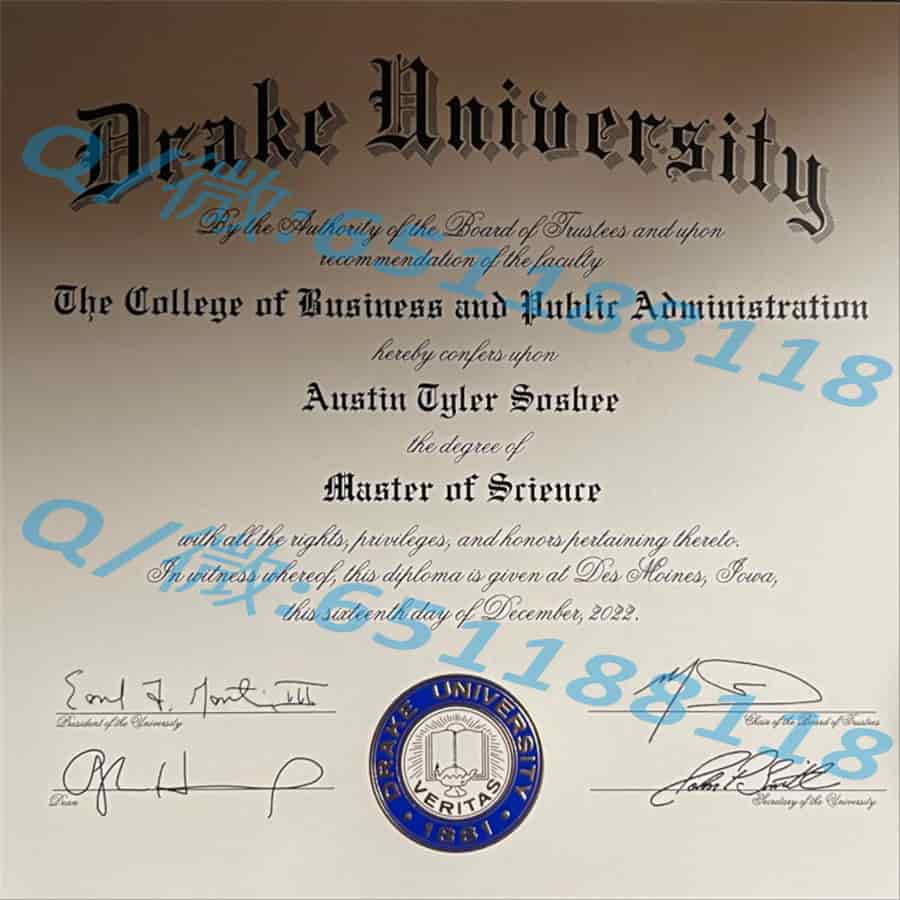 Drake University
By the Authority of the Board of Trustees and upon
recommendation of the faculty
The College of Business and Public Administration
hereby confers upon
Austin Tyler Sosbee
the degree of
Master of Science
with all the rights, privileges, and honors pertaining thereto.
In witness whereof, this diploma is given at Des Moines, Iowa,
this sixteenth day of December, 2022.
President of the University
Chair of the Board of Trustees
Dean
Secretary of the University
DRAKE UNIVERSITY
VERITAS
1881
Q/微:651188118
Q/微:651188118